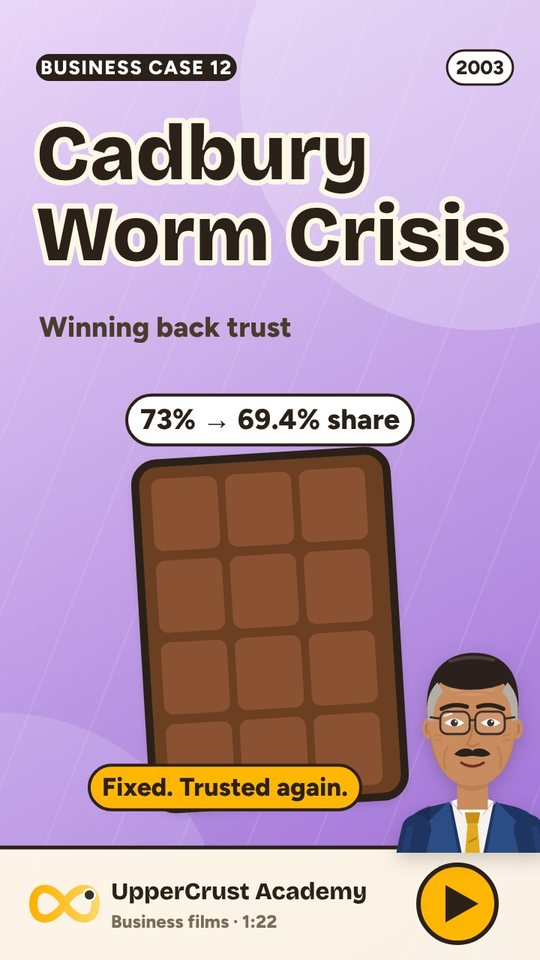 BUSINESS CASE 12
2003
Cadbury
Worm Crisis
Winning back trust
73% → 69.4% share
Fixed. Trusted again.
UpperCrust Academy
Business films · 1:22